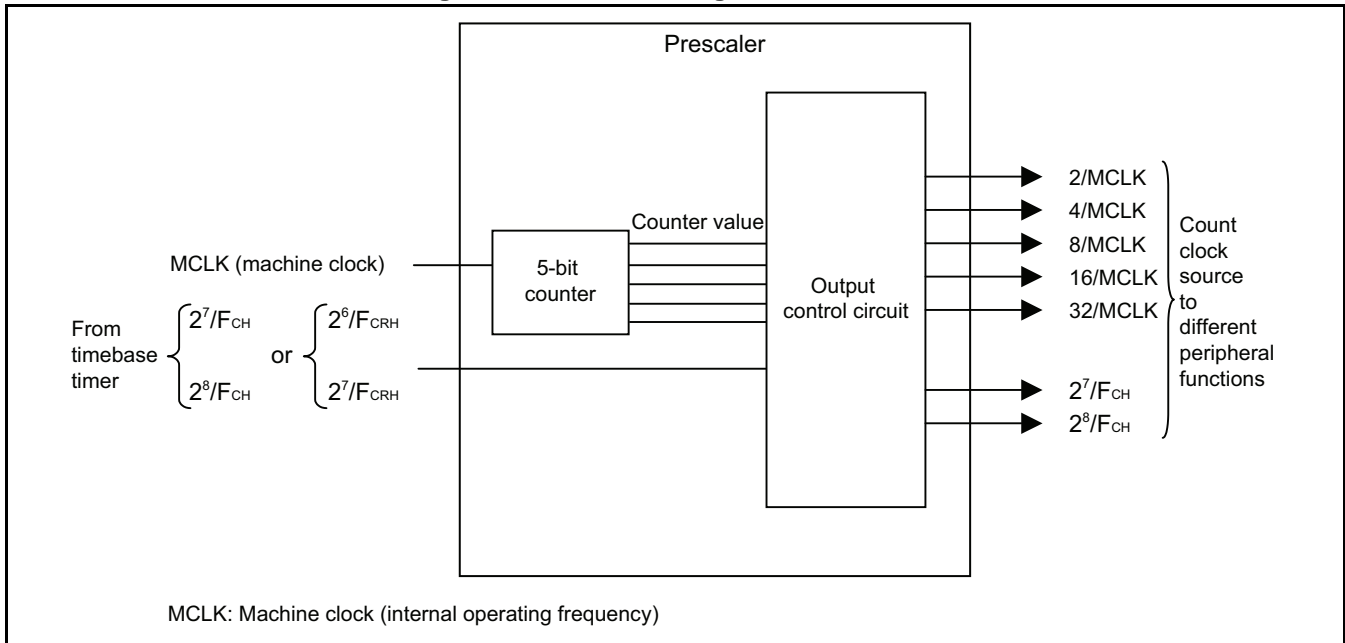 Prescaler
2/MCLK
4/MCLK
8/MCLK
16/MCLK
32/MCLK
2⁷/FCH
2⁸/FCH
Count
clock
source
to
different
peripheral
functions
Counter value
5-bit
counter
Output
control circuit
MCLK (machine clock)
From
timebase
timer
2⁷/FCH
2⁸/FCH
or
2⁶/FCRH
2⁷/FCRH
MCLK: Machine clock (internal operating frequency)